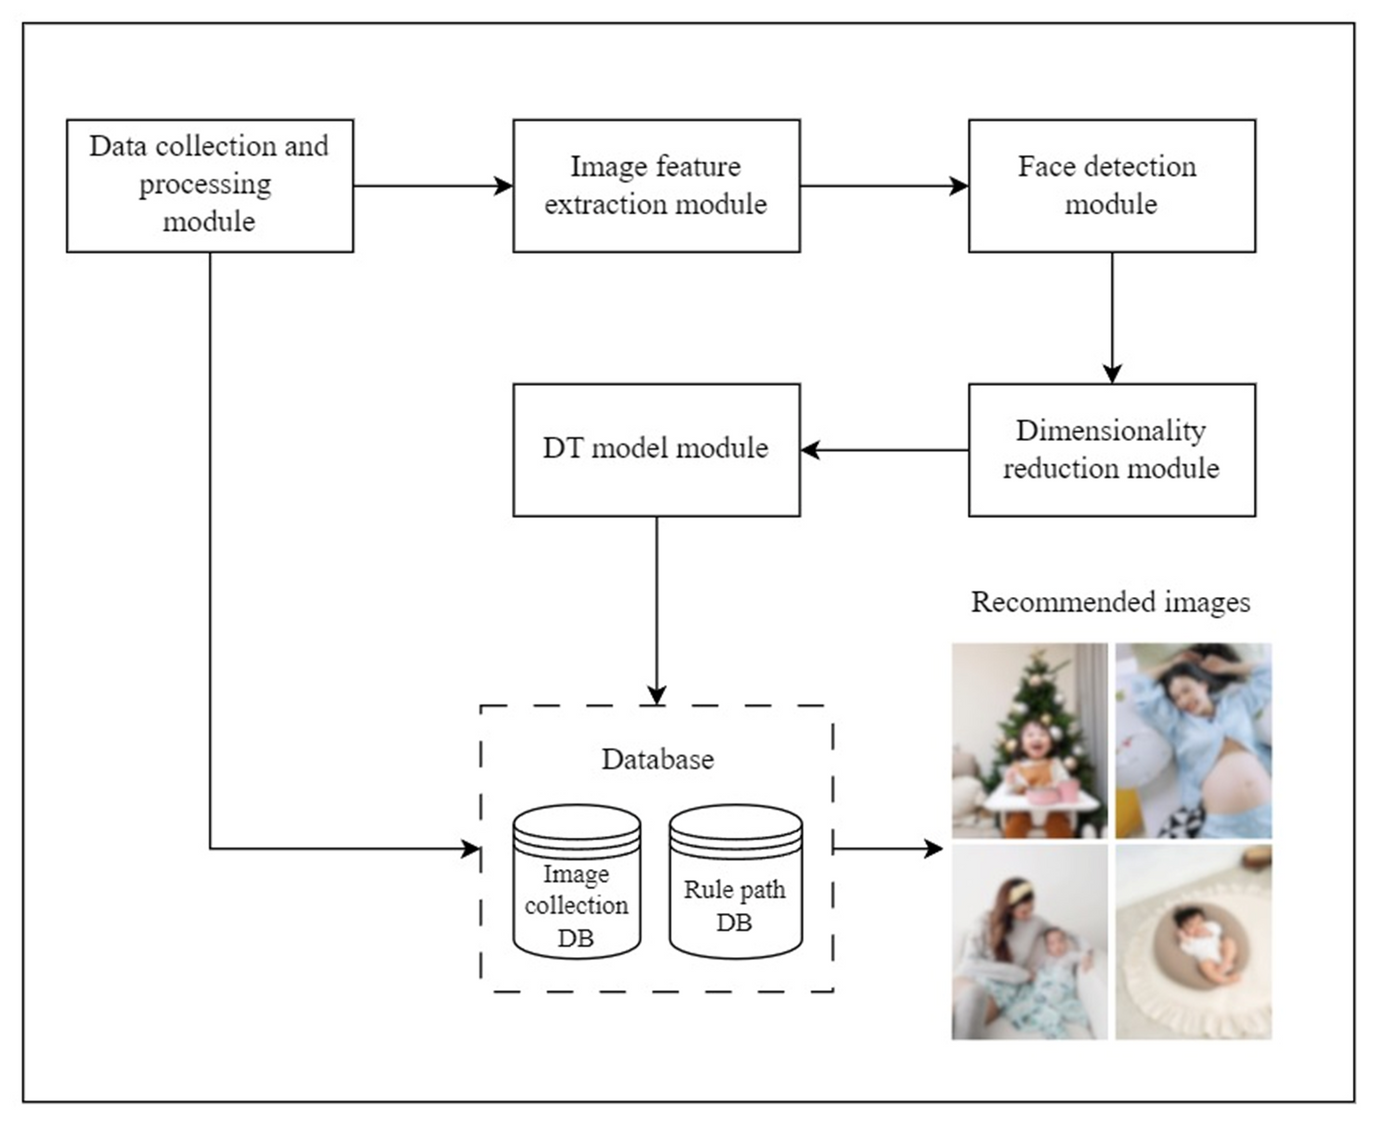 Data collection and
processing
module
Image feature
extraction module
Face detection
module
DT model module
Dimensionality
reduction module
Recommended images
Database
Image
collection
DB
Rule path
DB